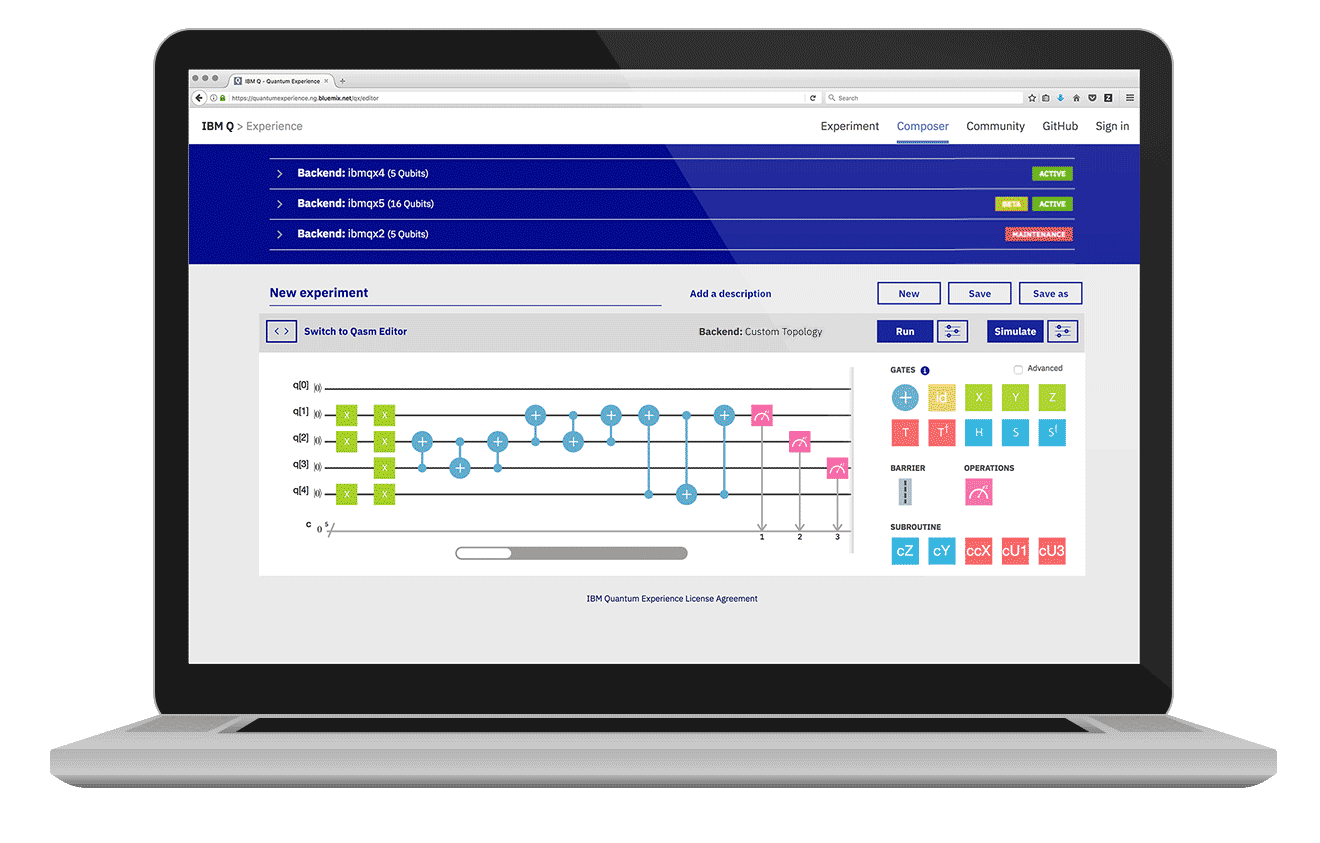 IBM Q - Quantum Experience
https://quantumexperience.ng.bluemix.net/qx/editor
Search
IBM Q > Experience
Experiment
Composer
Community
GitHub
Sign in
Backend: ibmqx4 (5 Qubits)
ACTIVE
Backend: ibmqx5 (16 Qubits)
BETA
ACTIVE
Backend: ibmqx2 (5 Qubits)
MAINTENANCE
New experiment
Add a description
New
Save
Save as
< > Switch to Qasm Editor
Backend: Custom Topology
Run
Simulate
q[0] |0⟩
q[1] |0⟩ X X
q[2] |0⟩ X X
q[3] |0⟩ X
q[4] |0⟩ X X
c 0 5
1 2 3
GATES
Advanced
+ id X Y Z
T T† H S S†
BARRIER
OPERATIONS
z
SUBROUTINE
cZ cY ccX cU1 cU3
IBM Quantum Experience License Agreement